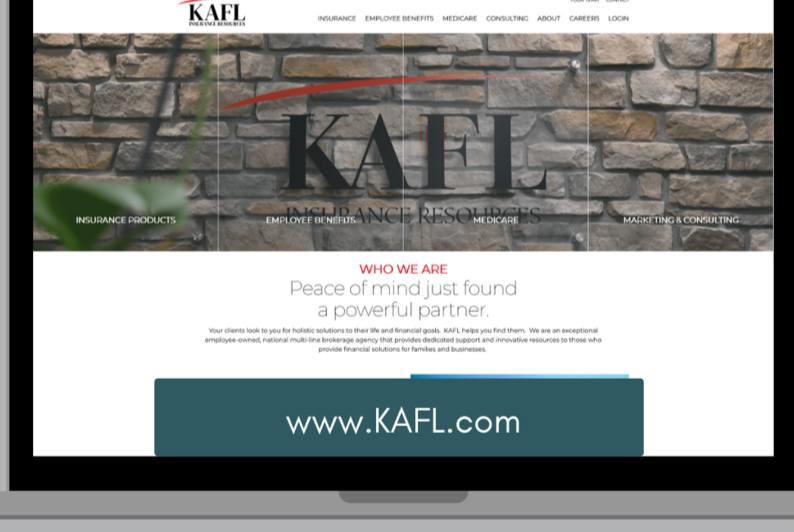 YOUR TEAM CONTACT
KAFL
INSURANCE RESOURCES
INSURANCE EMPLOYEE BENEFITS MEDICARE CONSULTING ABOUT CAREERS LOGIN
KAFL
INSURANCE RESOURCES
INSURANCE PRODUCTS EMPLOYEE BENEFITS MEDICARE MARKETING & CONSULTING
WHO WE ARE
Peace of mind just found
a powerful partner.
Your clients look to you for holistic solutions to their life and financial goals. KAFL helps you find them. We are an exceptional
employee-owned, national multi-line brokerage agency that provides dedicated support and innovative resources to those who
provide financial solutions for families and businesses.
www.KAFL.com